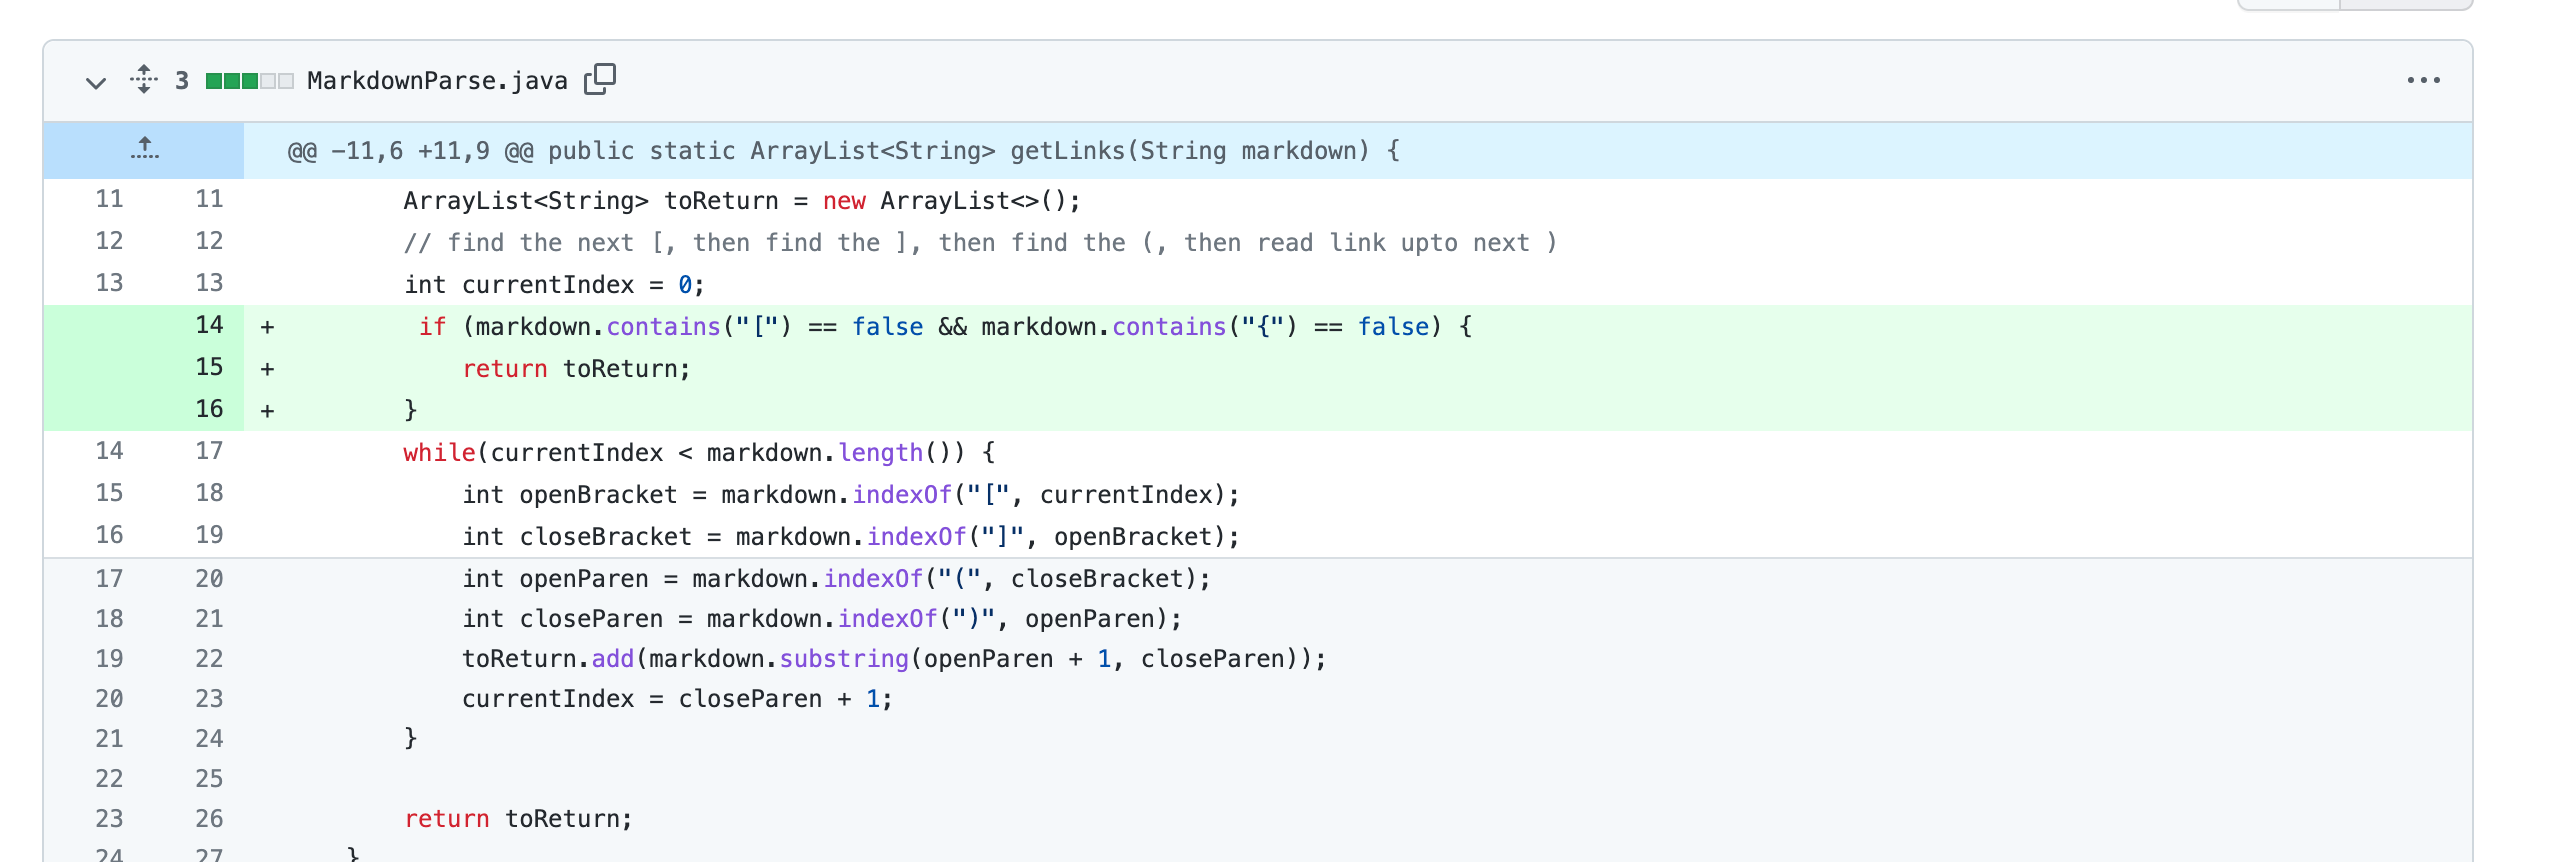 3 MarkdownParse.java
@@ -11,6 +11,9 @@ public static ArrayList<String> getLinks(String markdown) {
11 11 ArrayList<String> toReturn = new ArrayList<>();
12 12 // find the next [, then find the ], then find the (, then read link upto next )
13 13 int currentIndex = 0;
14 + if (markdown.contains("[") == false && markdown.contains("{") == false) {
15 + return toReturn;
16 + }
14 17 while(currentIndex < markdown.length()) {
15 18 int openBracket = markdown.indexOf("[", currentIndex);
16 19 int closeBracket = markdown.indexOf("]", openBracket);
17 20 int openParen = markdown.indexOf("(", closeBracket);
18 21 int closeParen = markdown.indexOf(")", openParen);
19 22 toReturn.add(markdown.substring(openParen + 1, closeParen));
20 23 currentIndex = closeParen + 1;
21 24 }
22 25
23 26 return toReturn;
24 27 }